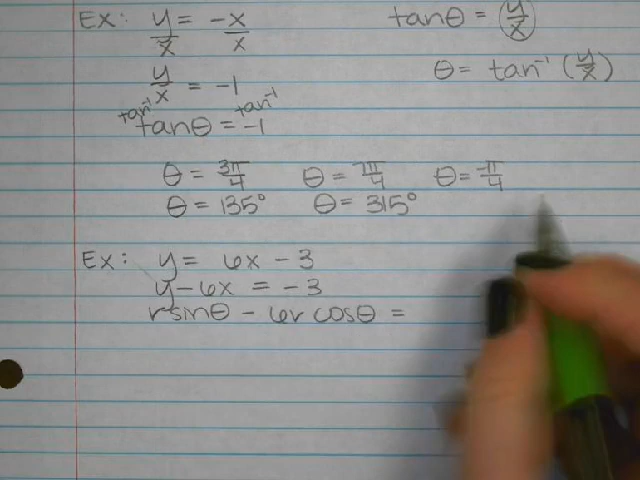 EX: y/x = -x/x
tanθ = y/x
θ = tan⁻¹ (y/x)
y/x = -1
tan⁻¹ tan⁻¹
tanθ = -1
θ = 3π/4 θ = 7π/4 θ = -π/4
θ = 135° θ = 315°
EX: y = 6x - 3
y - 6x = -3
rsinθ - 6r cosθ =